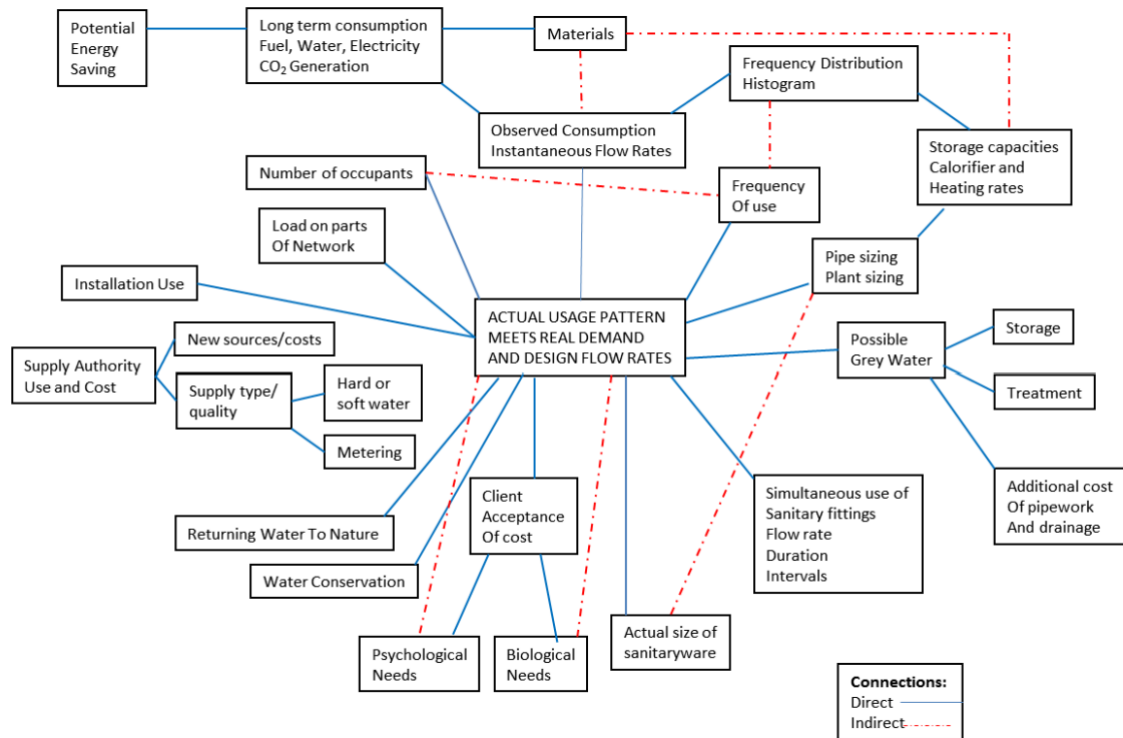 Potential
Energy
Saving
Long term consumption
Fuel, Water, Electricity
CO₂ Generation
Materials
Frequency Distribution
Histogram
Observed Consumption
Instantaneous Flow Rates
Storage capacities
Calorifier and
Heating rates
Number of occupants
Frequency
Of use
Load on parts
Of Network
Pipe sizing
Plant sizing
Installation Use
ACTUAL USAGE PATTERN
MEETS REAL DEMAND
AND DESIGN FLOW RATES
Possible
Grey Water
Storage
Treatment
Additional cost
Of pipework
And drainage
New sources/costs
Supply Authority
Use and Cost
Supply type/
quality
Hard or
soft water
Metering
Returning Water To Nature
Water Conservation
Client
Acceptance
Of cost
Simultaneous use of
Sanitary fittings
Flow rate
Duration
Intervals
Psychological
Needs
Biological
Needs
Actual size of
sanitaryware
Connections:
Direct
Indirect